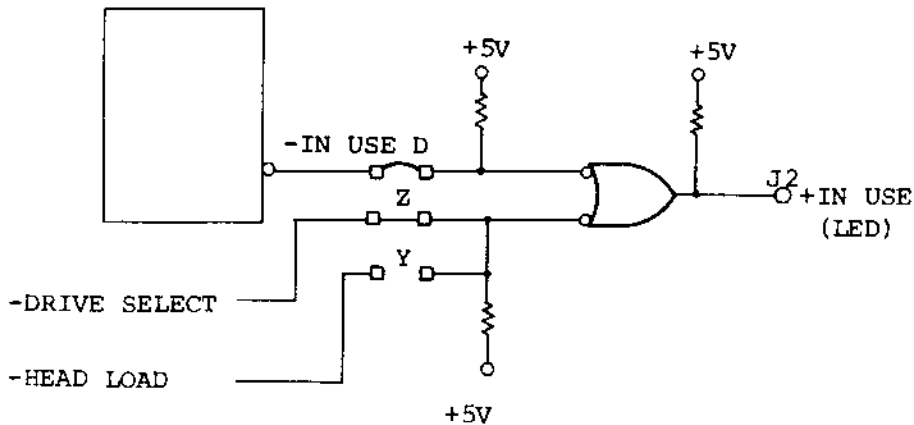 +5V
+5V
-IN USE D
Z
J2
+IN USE
(LED)
Y
-DRIVE SELECT
-HEAD LOAD
+5V